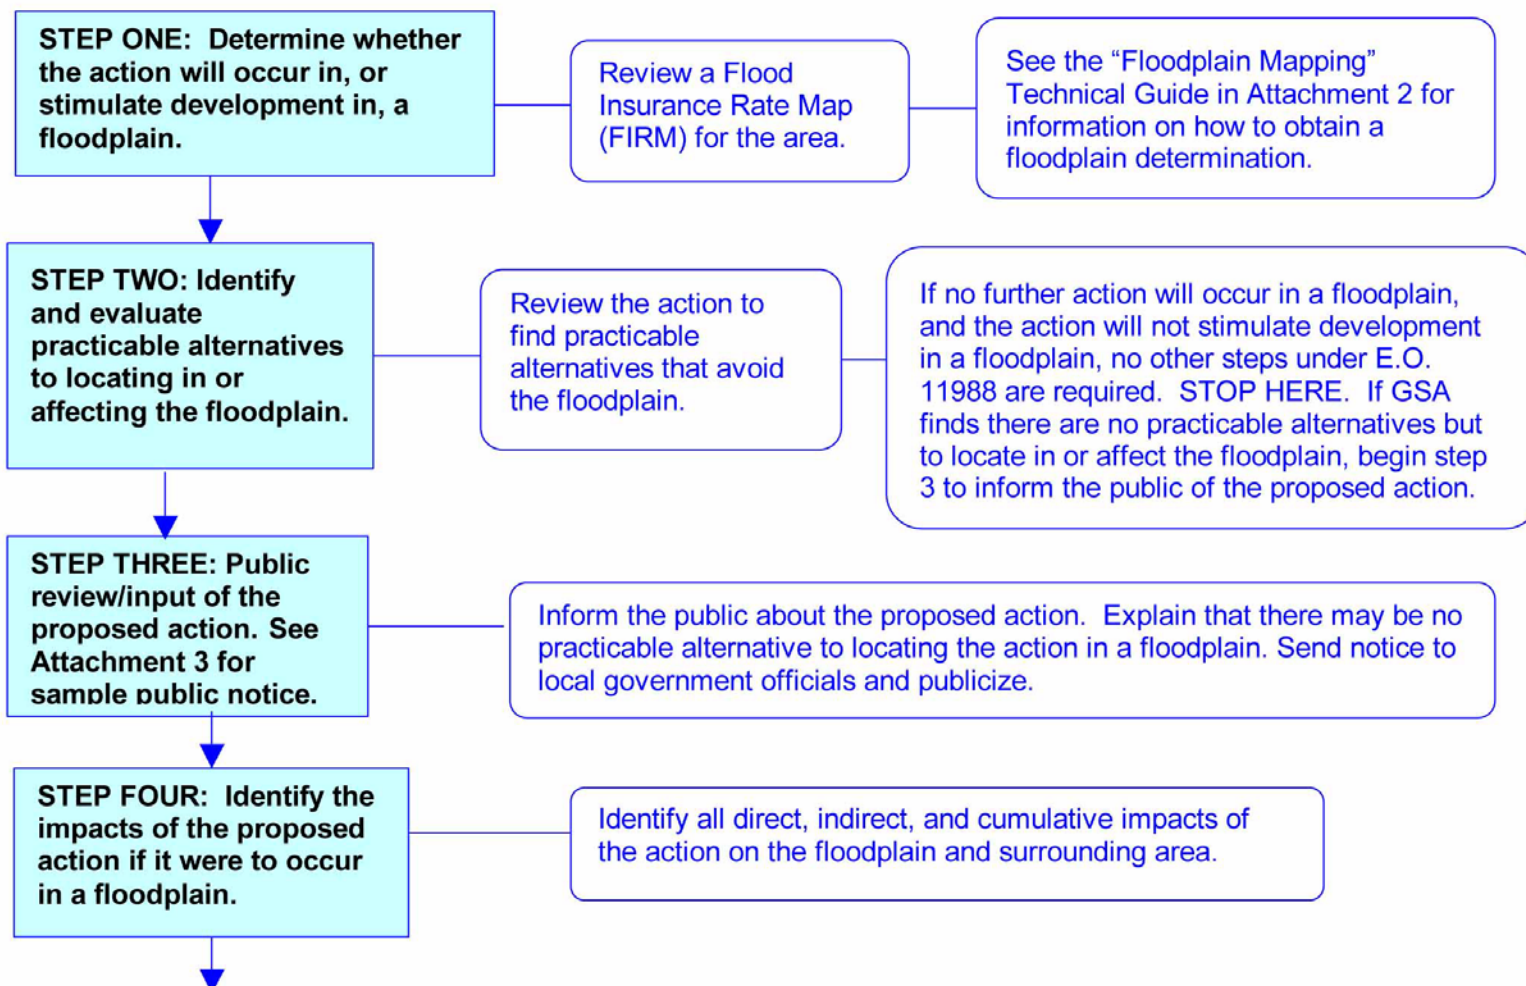 STEP ONE:  Determine whether
the action will occur in, or
stimulate development in, a
floodplain.
Review a Flood
Insurance Rate Map
(FIRM) for the area.
See the “Floodplain Mapping”
Technical Guide in Attachment 2 for
information on how to obtain a
floodplain determination.
STEP TWO: Identify
and evaluate
practicable alternatives
to locating in or
affecting the floodplain.
Review the action to
find practicable
alternatives that avoid
the floodplain.
If no further action will occur in a floodplain,
and the action will not stimulate development
in a floodplain, no other steps under E.O.
11988 are required.  STOP HERE.  If GSA
finds there are no practicable alternatives but
to locate in or affect the floodplain, begin step
3 to inform the public of the proposed action.
STEP THREE: Public
review/input of the
proposed action. See
Attachment 3 for
sample public notice.
Inform the public about the proposed action.  Explain that there may be no
practicable alternative to locating the action in a floodplain. Send notice to
local government officials and publicize.
STEP FOUR:  Identify the
impacts of the proposed
action if it were to occur
in a floodplain.
Identify all direct, indirect, and cumulative impacts of
the action on the floodplain and surrounding area.